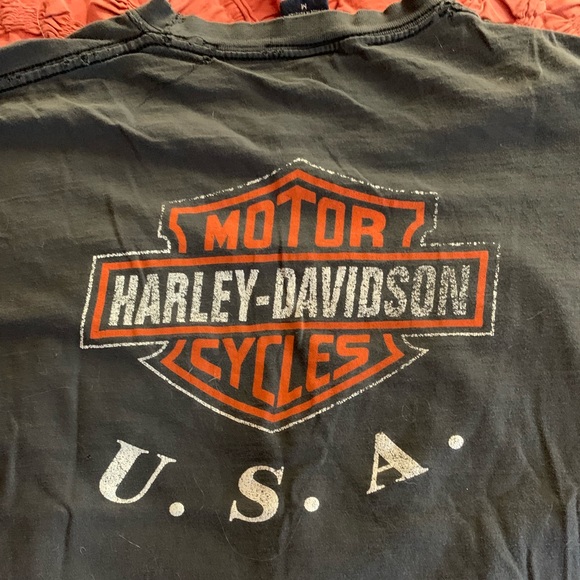 M
MOTOR
HARLEY-DAVIDSON
CYCLES
U.S.A.